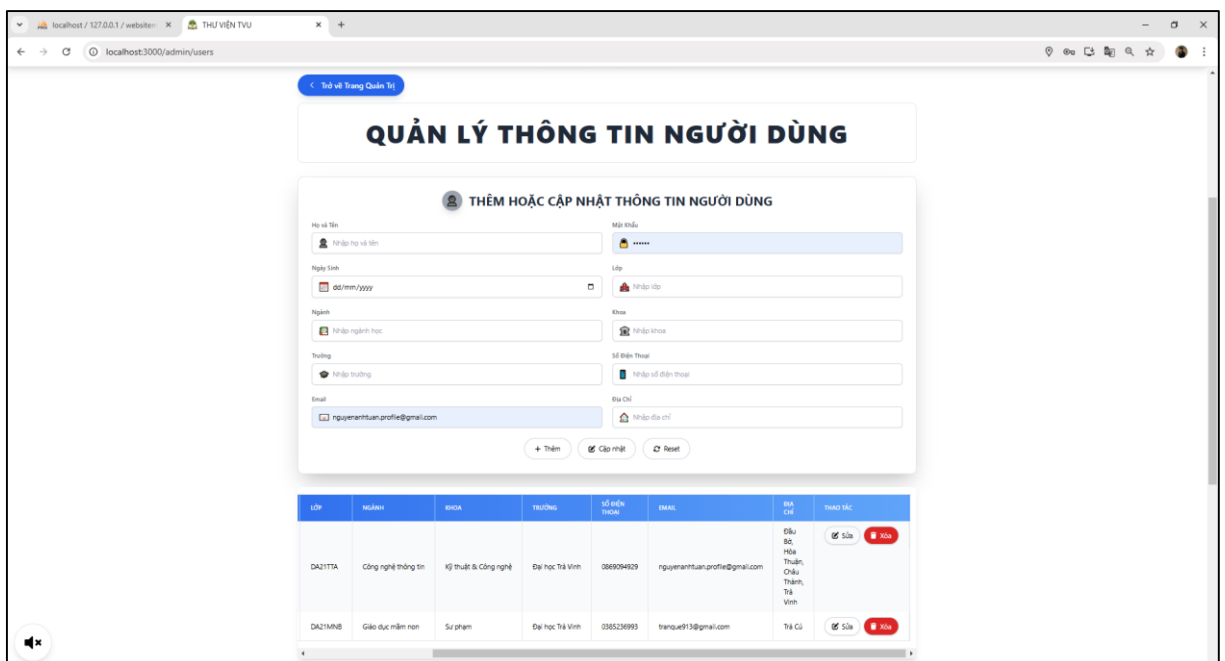 localhost / 127.0.0.1 / website
THƯ VIỆN TVU
localhost:3000/admin/users
Trở về Trang Quản Trị
QUẢN LÝ THÔNG TIN NGƯỜI DÙNG
THÊM HOẶC CẬP NHẬT THÔNG TIN NGƯỜI DÙNG
Họ và Tên
Mật Khẩu
Nhập họ và tên
••••••
Ngày Sinh
Lớp
dd/mm/yyyy
Nhập lớp
Ngành
Khoa
Nhập ngành học
Nhập khoa
Trường
Số Điện Thoại
Nhập trường
Nhập số điện thoại
Email
Địa Chỉ
nguyenanhtuan.profile@gmail.com
Nhập địa chỉ
+ Thêm
Cập nhật
Reset
LỚP NGÀNH KHOA TRƯỜNG SỐ ĐIỆN THOẠI EMAIL ĐỊA CHỈ THAO TÁC
DA21TTA Công nghệ thông tin Kỹ thuật & Công nghệ Đại học Trà Vinh 0869094929 nguyenanhtuan.profile@gmail.com Đầu Bờ, Hòa Thuận, Châu Thành, Trà Vinh Sửa Xóa
DA21MNB Giáo dục mầm non Sư phạm Đại học Trà Vinh 0385236993 tranque913@gmail.com Trà Cú Sửa Xóa